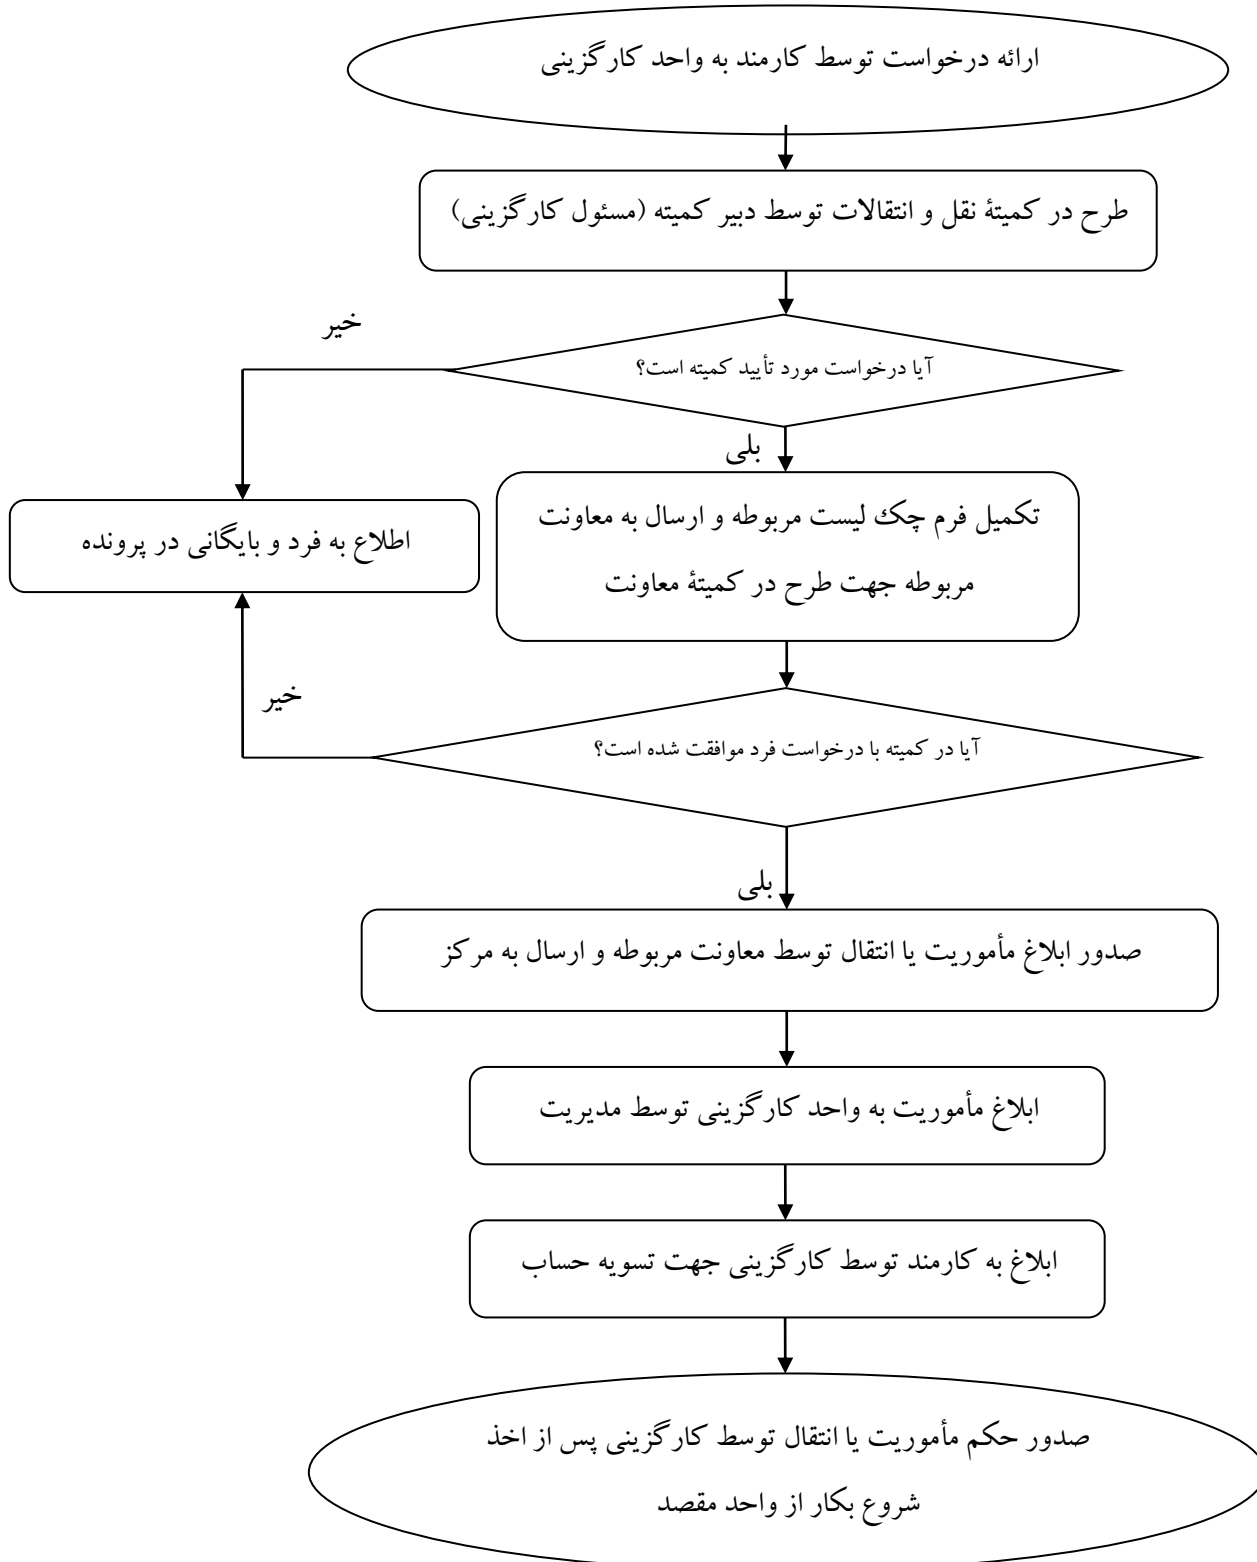 ارائه درخواست توسط کارمند به واحد کارگزینی
طرح در کمیتۀ نقل و انتقالات توسط دبیر کمیته (مسئول کارگزینی)
خیر
آیا درخواست مورد تأیید کمیته است؟
بلی
تکمیل فرم چک لیست مربوطه و ارسال به معاونت
مربوطه جهت طرح در کمیتۀ معاونت
اطلاع به فرد و بایگانی در پرونده
خیر
آیا در کمیته با درخواست فرد موافقت شده است؟
بلی
صدور ابلاغ مأموریت یا انتقال توسط معاونت مربوطه و ارسال به مرکز
ابلاغ مأموریت به واحد کارگزینی توسط مدیریت
ابلاغ به کارمند توسط کارگزینی جهت تسویه حساب
صدور حکم مأموریت یا انتقال توسط کارگزینی پس از اخذ
شروع بکار از واحد مقصد